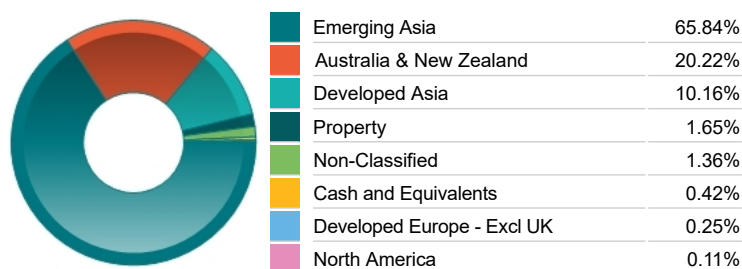 Emerging Asia 65.84%
Australia & New Zealand 20.22%
Developed Asia 10.16%
Property 1.65%
Non-Classified 1.36%
Cash and Equivalents 0.42%
Developed Europe - Excl UK 0.25%
North America 0.11%